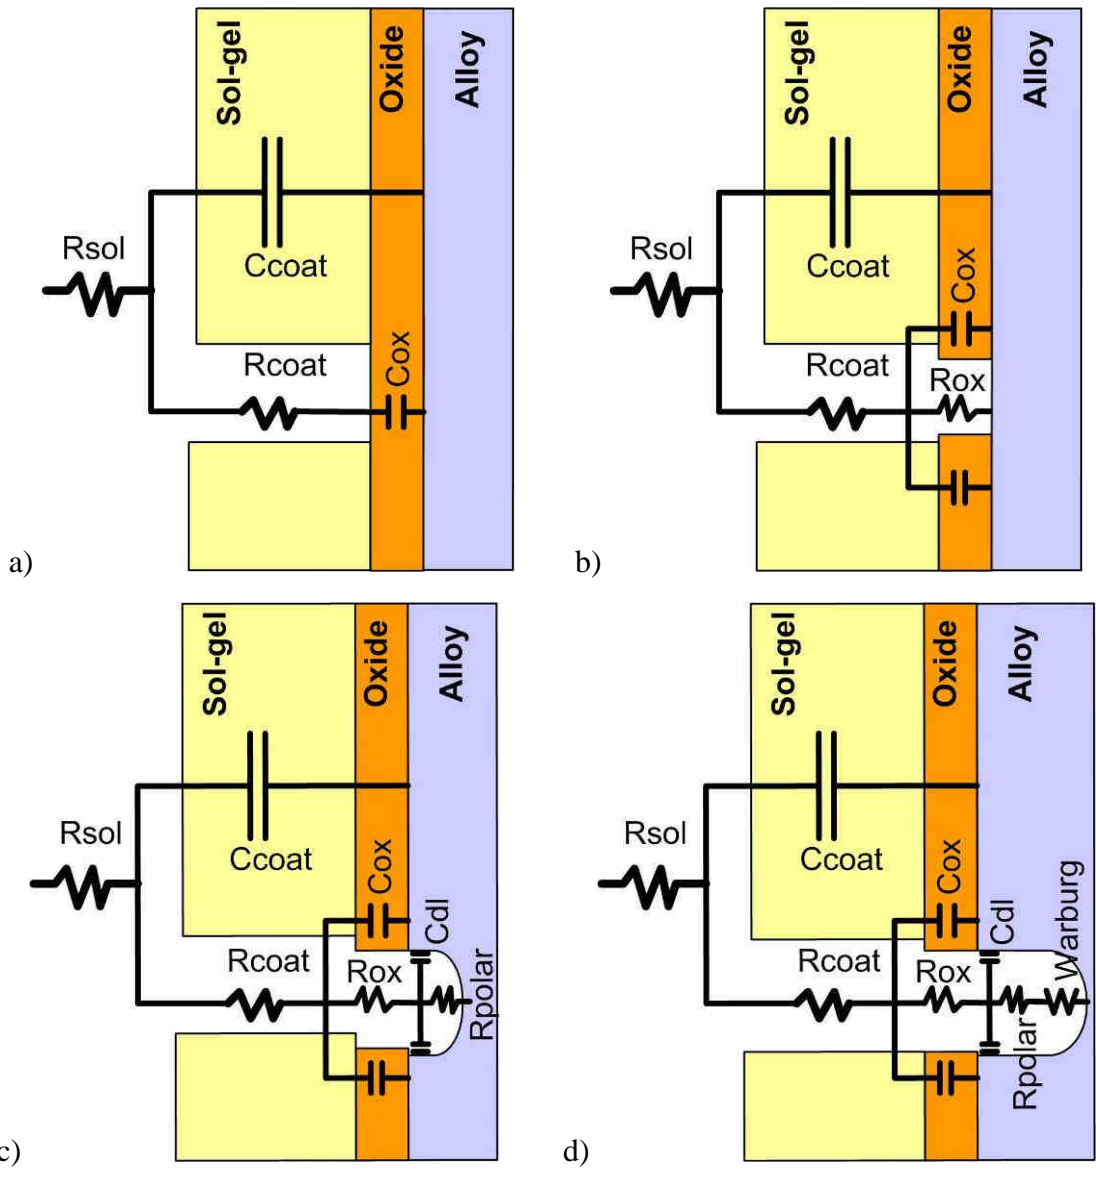 Sol-gel
Oxide
Alloy
Rsol
Ccoat
Rcoat
Cox
a)
Sol-gel
Oxide
Alloy
Rsol
Ccoat
Cox
Rcoat
Rox
b)
Sol-gel
Oxide
Alloy
Rsol
Ccoat
Cox
Cdl
Rcoat
Rox
Rpolar
c)
Sol-gel
Oxide
Alloy
Rsol
Ccoat
Cox
Cdl
Warburg
Rcoat
Rox
Rpolar
d)